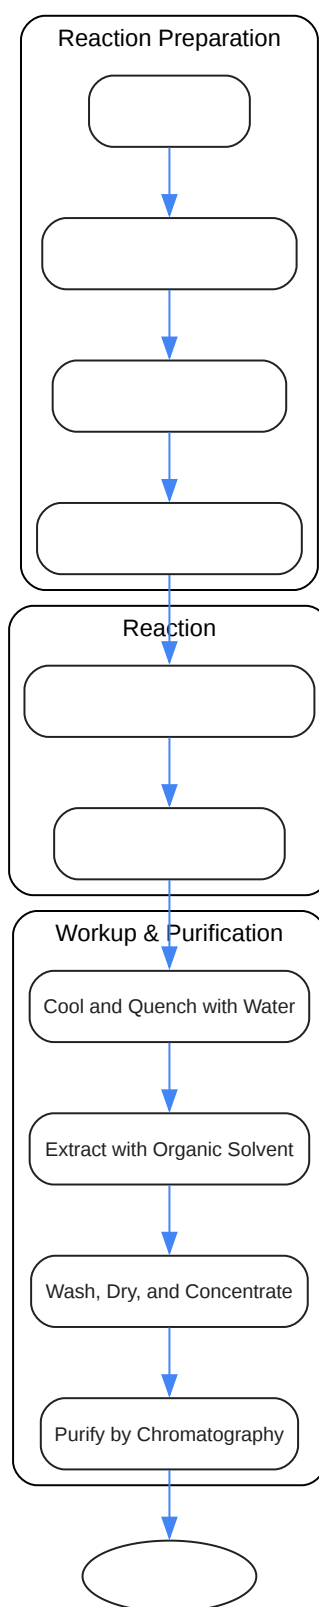 Reaction Preparation
Reaction
Workup & Purification
Cool and Quench with Water
Extract with Organic Solvent
Wash, Dry, and Concentrate
Purify by Chromatography